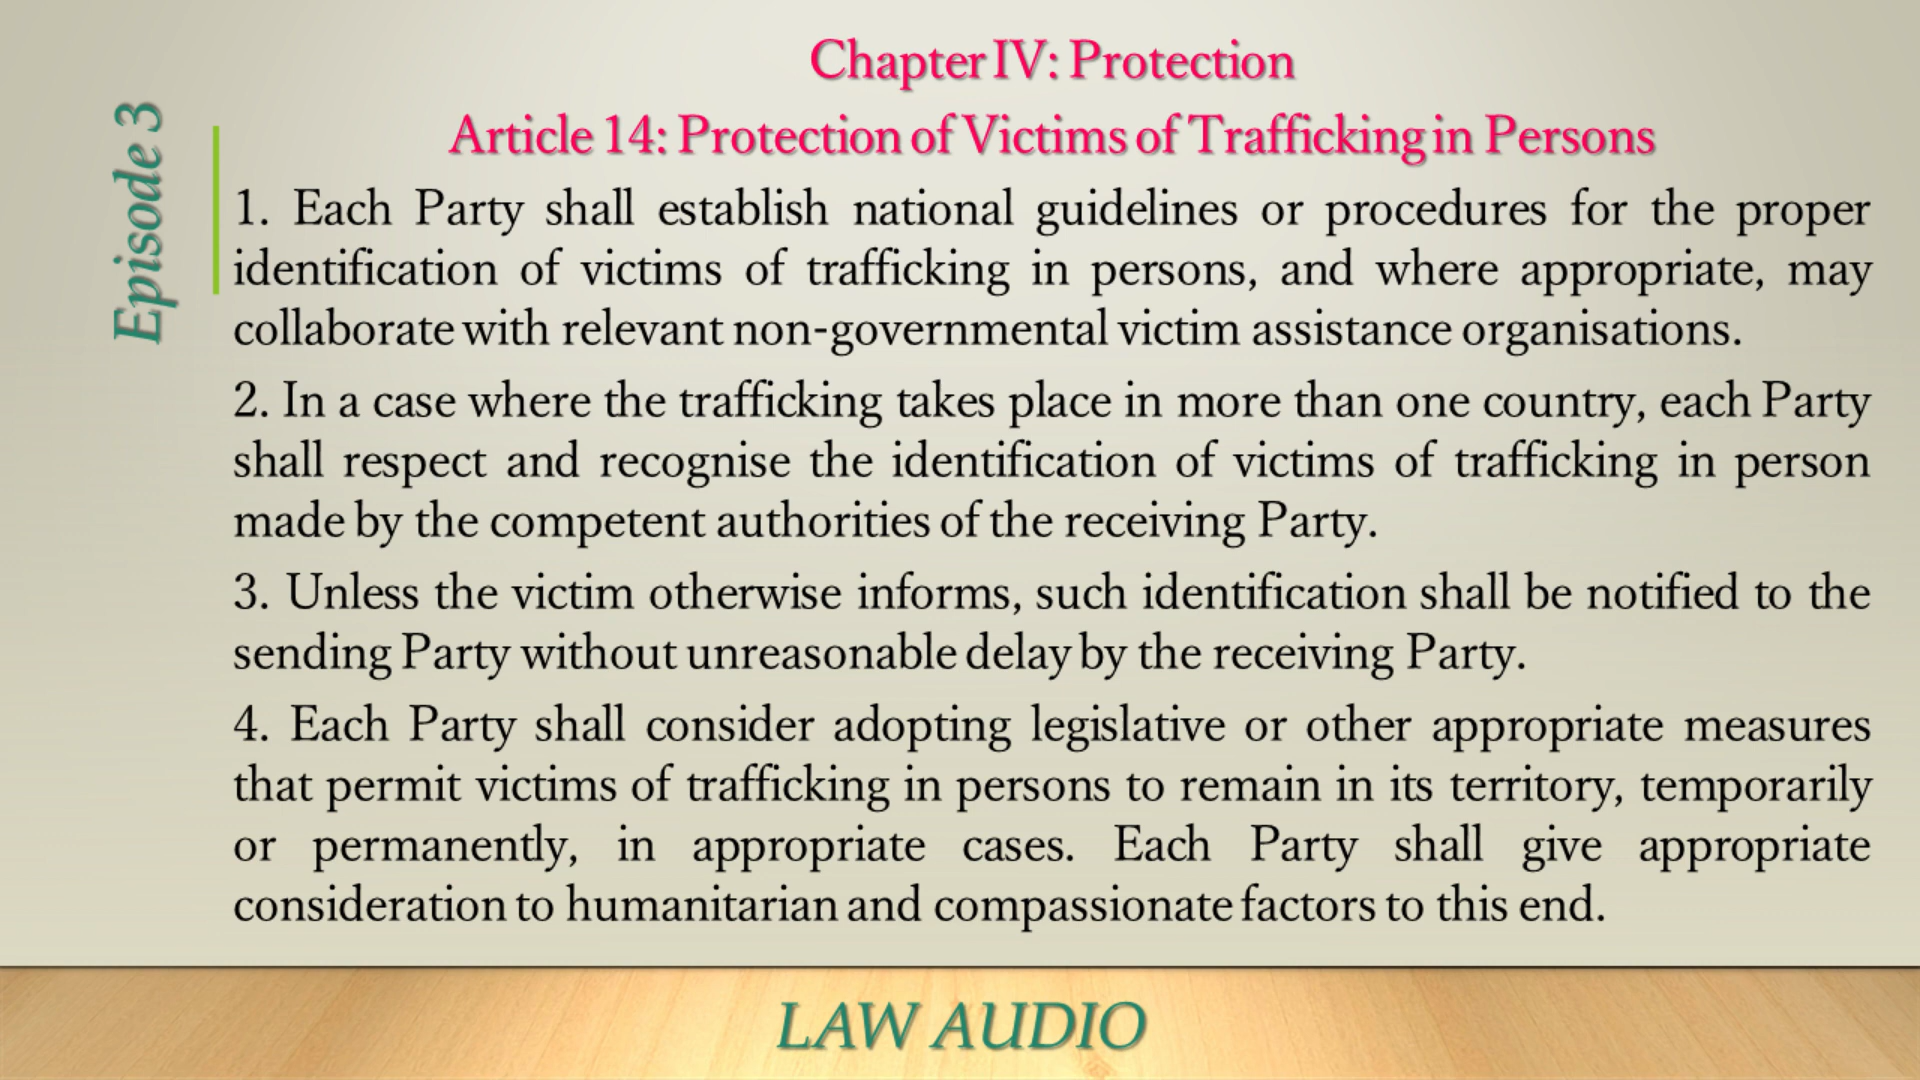 Chapter IV: Protection
Article 14: Protection of Victims of Trafficking in Persons
Episode 3
1. Each Party shall establish national guidelines or procedures for the proper
identification of victims of trafficking in persons, and where appropriate, may
collaborate with relevant non-governmental victim assistance organisations.
2. In a case where the trafficking takes place in more than one country, each Party
shall respect and recognise the identification of victims of trafficking in person
made by the competent authorities of the receiving Party.
3. Unless the victim otherwise informs, such identification shall be notified to the
sending Party without unreasonable delay by the receiving Party.
4. Each Party shall consider adopting legislative or other appropriate measures
that permit victims of trafficking in persons to remain in its territory, temporarily
or permanently, in appropriate cases. Each Party shall give appropriate
consideration to humanitarian and compassionate factors to this end.
LAW AUDIO